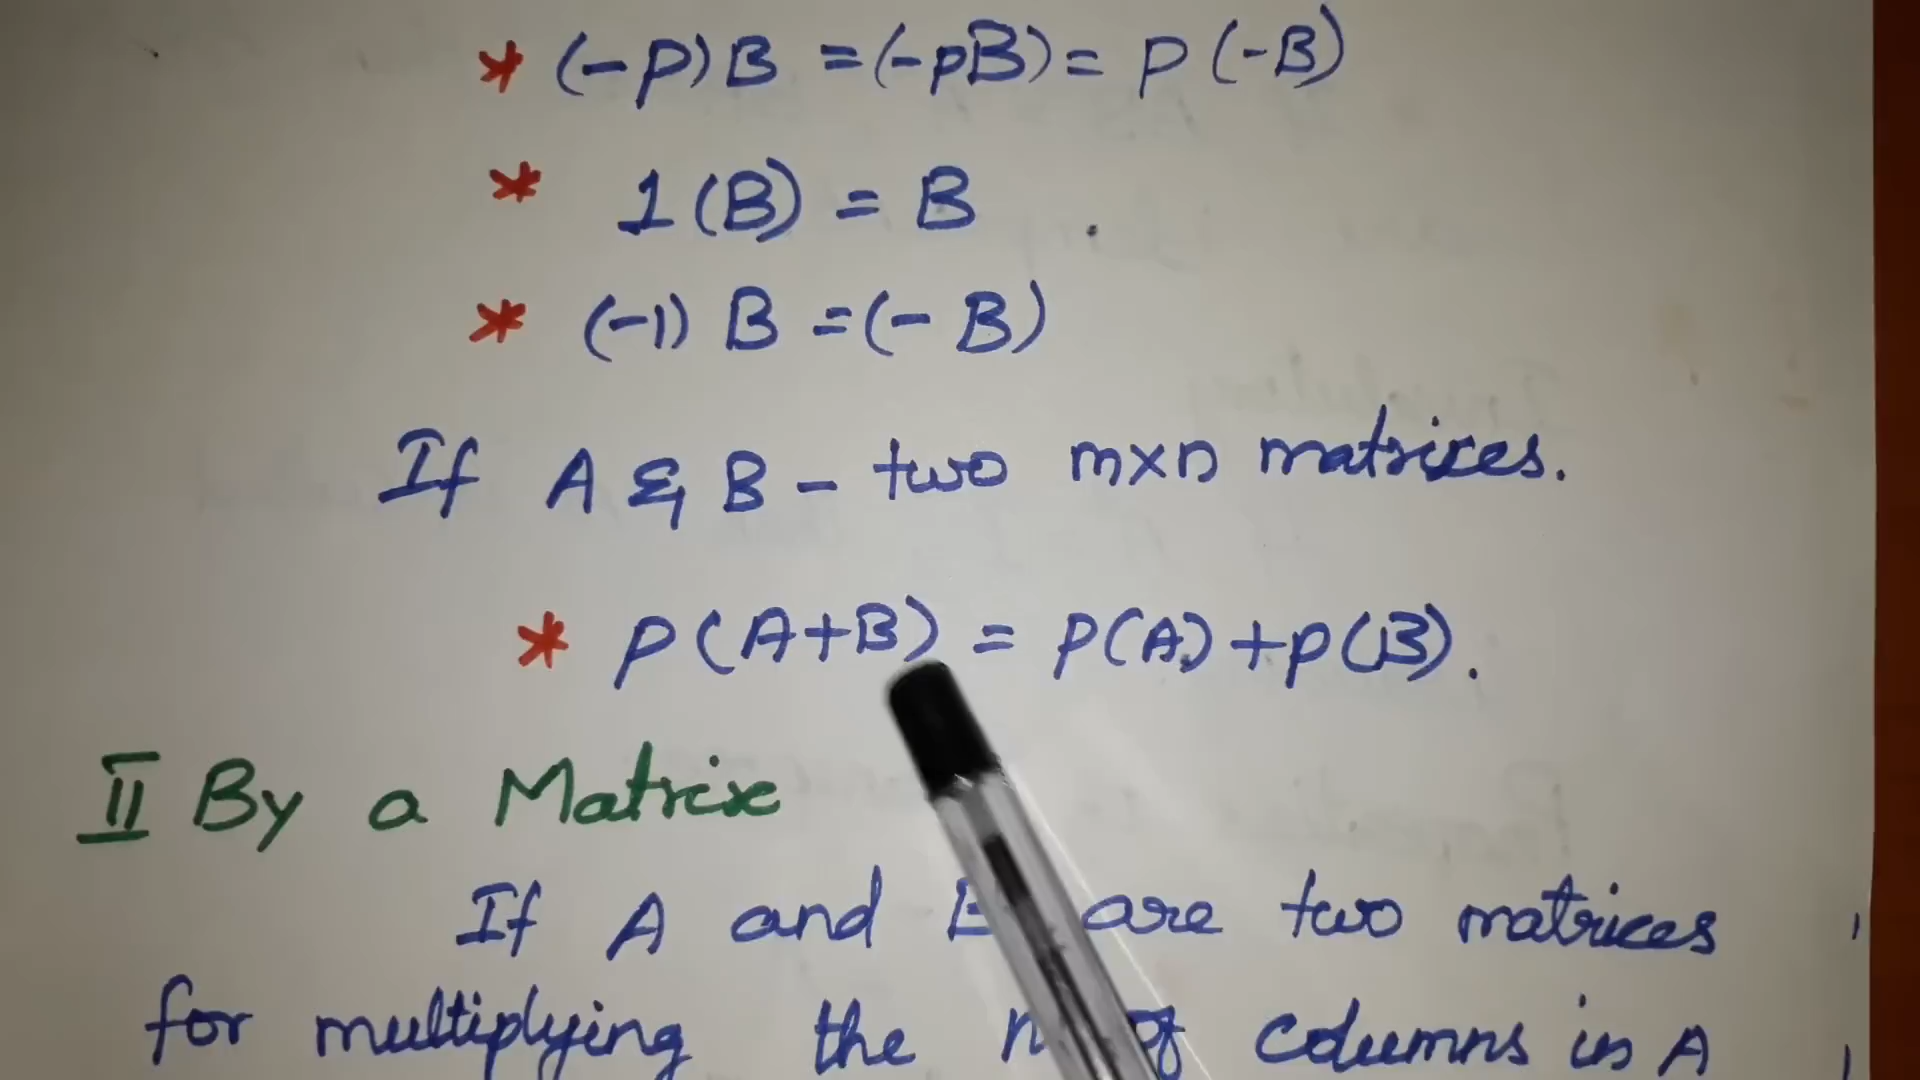 * (-p)B = (-pB) = p(-B)
* 1(B) = B
* (-1) B = (-B)
If A & B - two m×n matrices.
* p(A+B) = p(A) + p(B).
II By a Matrix
If A and B are two matrices
for multiplying the of columns in A